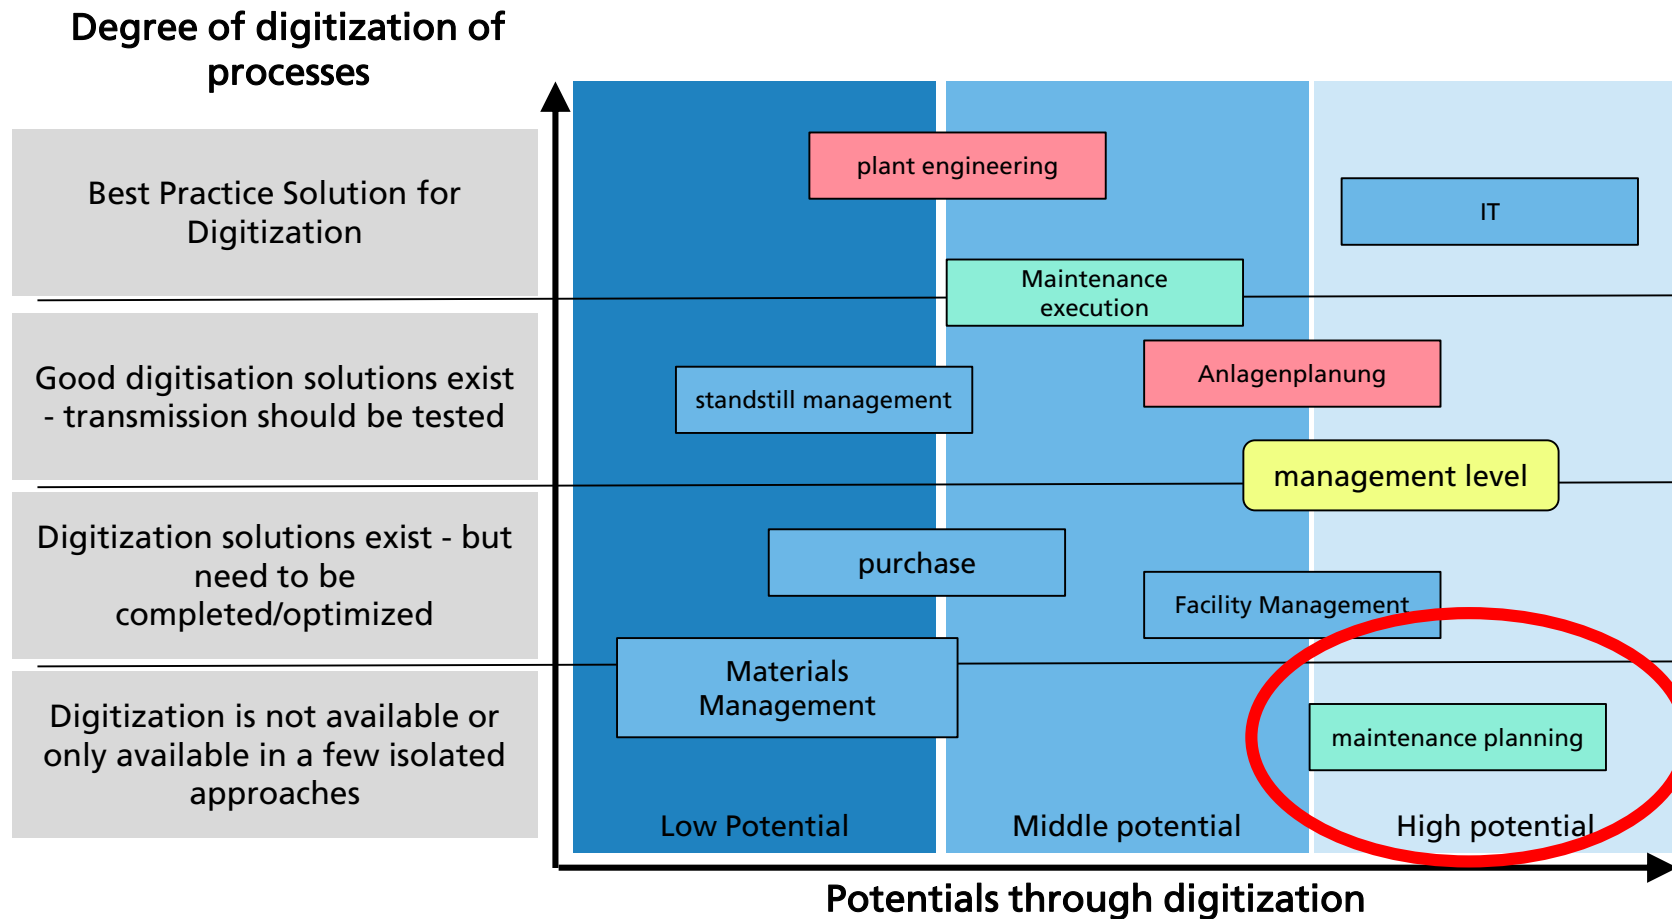 Degree of digitization of
processes
Best Practice Solution for
Digitization
Good digitisation solutions exist
- transmission should be tested
Digitization solutions exist - but
need to be
completed/optimized
Digitization is not available or
only available in a few isolated
approaches
plant engineering
IT
Maintenance
execution
Anlagenplanung
standstill management
management level
purchase
Facility Management
Materials
Management
maintenance planning
Low Potential
Middle potential
High potential
Potentials through digitization